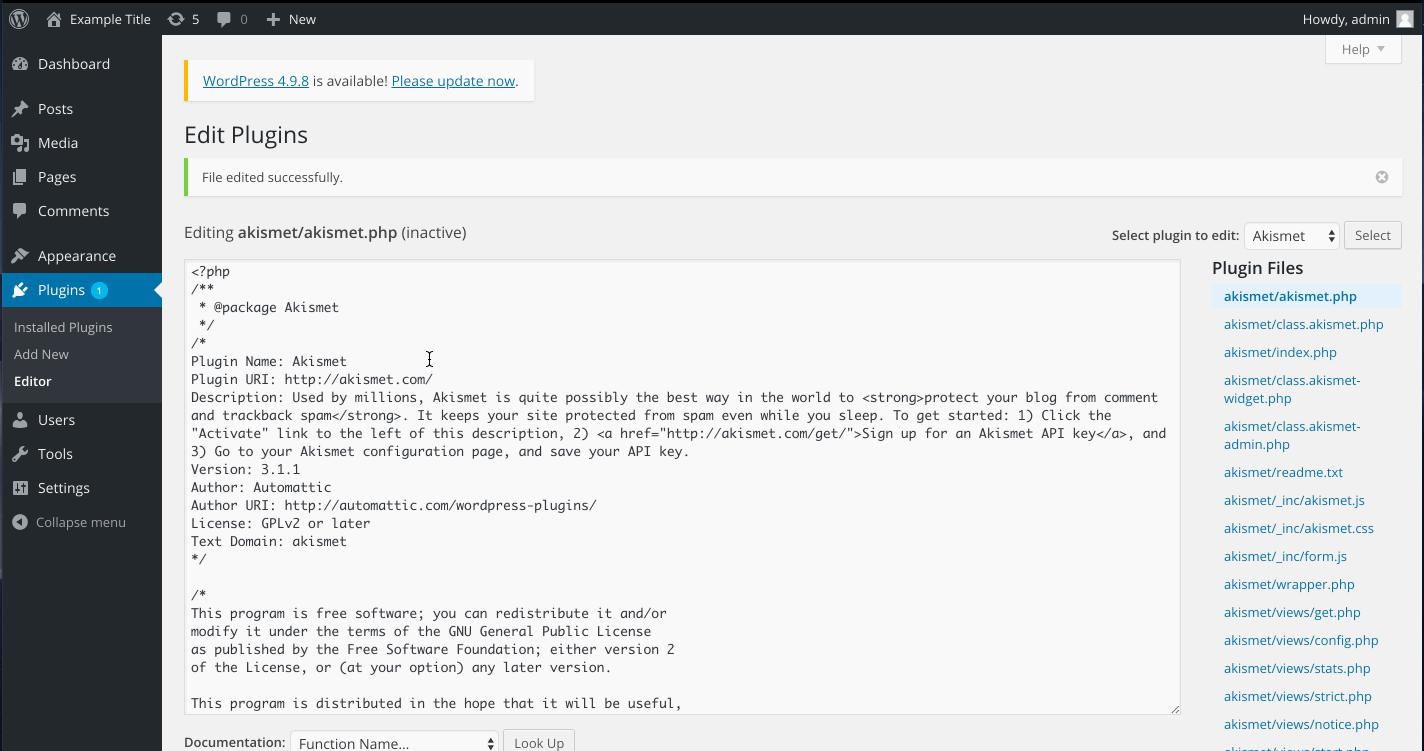 Example Title 5 0 New Howdy, admin
Help
Dashboard
Posts
Media
Pages
Comments
Appearance
Plugins 1
Installed Plugins
Add New
Editor
Users
Tools
Settings
Collapse menu
WordPress 4.9.8 is available! Please update now.
Edit Plugins
File edited successfully.
Editing akismet/akismet.php (inactive)
Select plugin to edit: Akismet Select
<?php
/**
 * @package Akismet
 */
/*
Plugin Name: Akismet
Plugin URI: http://akismet.com/
Description: Used by millions, Akismet is quite possibly the best way in the world to <strong>protect your blog from comment
and trackback spam</strong>. It keeps your site protected from spam even while you sleep. To get started: 1) Click the
"Activate" link to the left of this description, 2) <a href="http://akismet.com/get/">Sign up for an Akismet API key</a>, and
3) Go to your Akismet configuration page, and save your API key.
Version: 3.1.1
Author: Automattic
Author URI: http://automattic.com/wordpress-plugins/
License: GPLv2 or later
Text Domain: akismet
*/
/*
This program is free software; you can redistribute it and/or
modify it under the terms of the GNU General Public License
as published by the Free Software Foundation; either version 2
of the License, or (at your option) any later version.
This program is distributed in the hope that it will be useful,
Plugin Files
akismet/akismet.php
akismet/class.akismet.php
akismet/index.php
akismet/class.akismet-
widget.php
akismet/class.akismet-
admin.php
akismet/readme.txt
akismet/_inc/akismet.js
akismet/_inc/akismet.css
akismet/_inc/form.js
akismet/wrapper.php
akismet/views/get.php
akismet/views/config.php
akismet/views/stats.php
akismet/views/strict.php
akismet/views/notice.php
Documentation: Function Name... Look Up